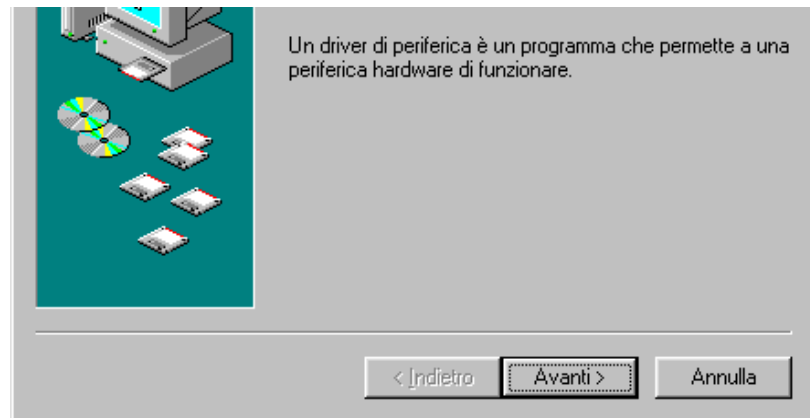 Un driver di periferica è un programma che permette a una
periferica hardware di funzionare.
< Indietro
Avanti >
Annulla